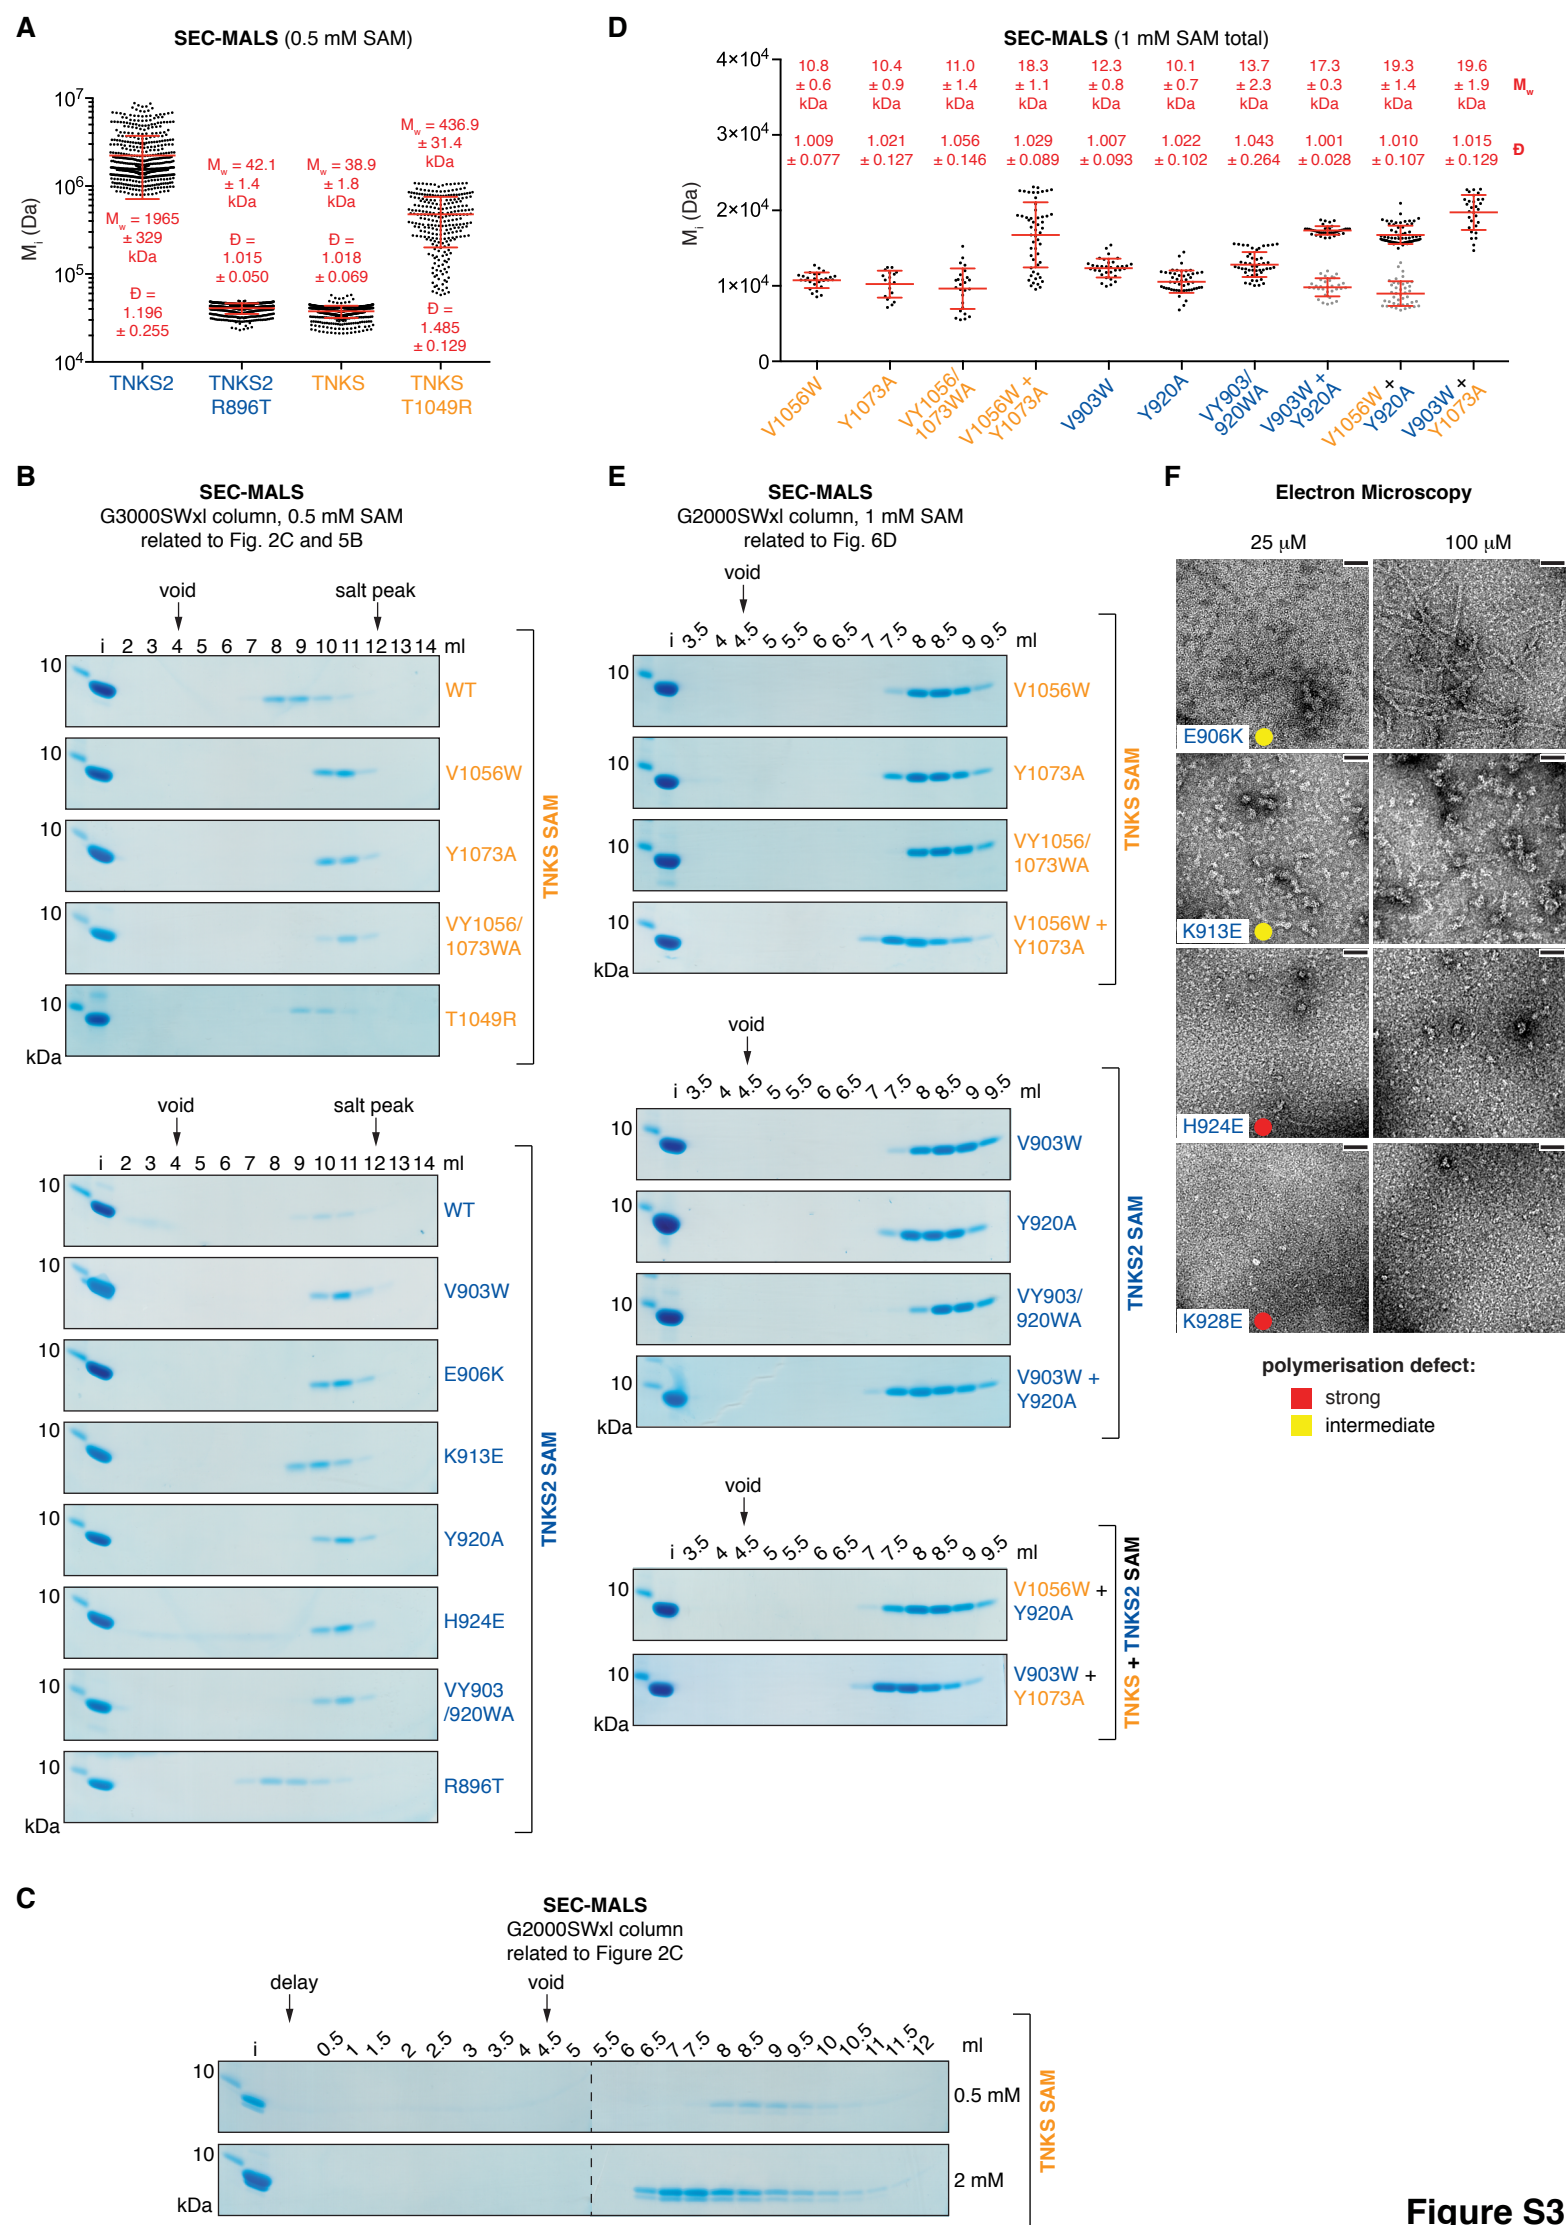 A
SEC-MALS (0.5 mM SAM)
Mi (Da)
10⁷
10⁶
10⁵
10⁴
Mw = 1965
± 329
kDa
Đ =
1.196
± 0.255
Mw = 42.1
± 1.4
kDa
Đ =
1.015
± 0.050
Mw = 38.9
± 1.8
kDa
Đ =
1.018
± 0.069
Mw = 436.9
± 31.4
kDa
Đ =
1.485
± 0.129
TNKS2
TNKS2
R896T
TNKS
TNKS
T1049R
D
SEC-MALS (1 mM SAM total)
Mi (Da)
4×10⁴
3×10⁴
2×10⁴
1×10⁴
0
10.8 10.4 11.0 18.3 12.3 10.1 13.7 17.3 19.3 19.6
± 0.6 ± 0.9 ± 1.4 ± 1.1 ± 0.8 ± 0.7 ± 2.3 ± 0.3 ± 1.4 ± 1.9 Mw
kDa kDa kDa kDa kDa kDa kDa kDa kDa kDa
1.009 1.021 1.056 1.029 1.007 1.022 1.043 1.001 1.010 1.015 Đ
± 0.077 ± 0.127 ± 0.146 ± 0.089 ± 0.093 ± 0.102 ± 0.264 ± 0.028 ± 0.107 ± 0.129
V1056W
Y1073A
VY1056/
1073WA
V1056W +
Y1073A
V903W
Y920A
VY903/
920WA
V903W +
Y920A
V1056W +
Y920A
V903W +
Y1073A
B
SEC-MALS
G3000SWxl column, 0.5 mM SAM
related to Fig. 2C and 5B
void salt peak
i 2 3 4 5 6 7 8 9 10 11 12 13 14 ml
10 WT
10 V1056W
10 Y1073A
10 VY1056/
1073WA
10 T1049R
kDa
TNKS SAM
void salt peak
i 2 3 4 5 6 7 8 9 10 11 12 13 14 ml
10 WT
10 V903W
10 E906K
10 K913E
10 Y920A
10 H924E
10 VY903
/920WA
10 R896T
kDa
TNKS2 SAM
E
SEC-MALS
G2000SWxl column, 1 mM SAM
related to Fig. 6D
void
i 3.5 4 4.5 5 5.5 6 6.5 7 7.5 8 8.5 9 9.5 ml
10 V1056W
10 Y1073A
10 VY1056/
1073WA
10 V1056W +
Y1073A
kDa
TNKS SAM
void
i 3.5 4 4.5 5 5.5 6 6.5 7 7.5 8 8.5 9 9.5 ml
10 V903W
10 Y920A
10 VY903/
920WA
10 V903W +
Y920A
kDa
TNKS2 SAM
void
i 3.5 4 4.5 5 5.5 6 6.5 7 7.5 8 8.5 9 9.5 ml
10 V1056W +
Y920A
10 V903W +
Y1073A
kDa
TNKS + TNKS2 SAM
F
Electron Microscopy
25 µM 100 µM
E906K
K913E
H924E
K928E
polymerisation defect:
strong
intermediate
C
SEC-MALS
G2000SWxl column
related to Figure 2C
delay void
i 0.5 1 1.5 2 2.5 3 3.5 4 4.5 5 5.5 6 6.5 7 7.5 8 8.5 9 9.5 10 10.5 11 11.5 12 ml
10 0.5 mM
10 2 mM
kDa
TNKS SAM
Figure S3